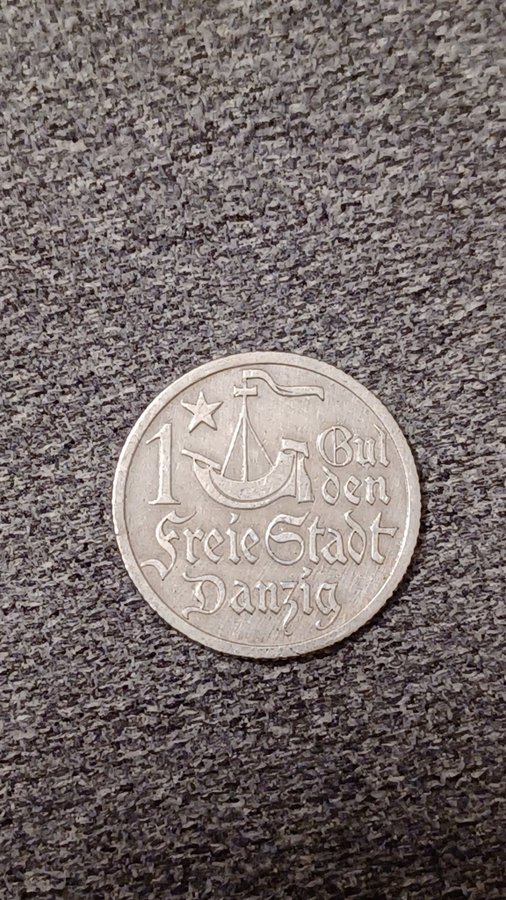 1 Gul
den
Freie Stadt
Danzig